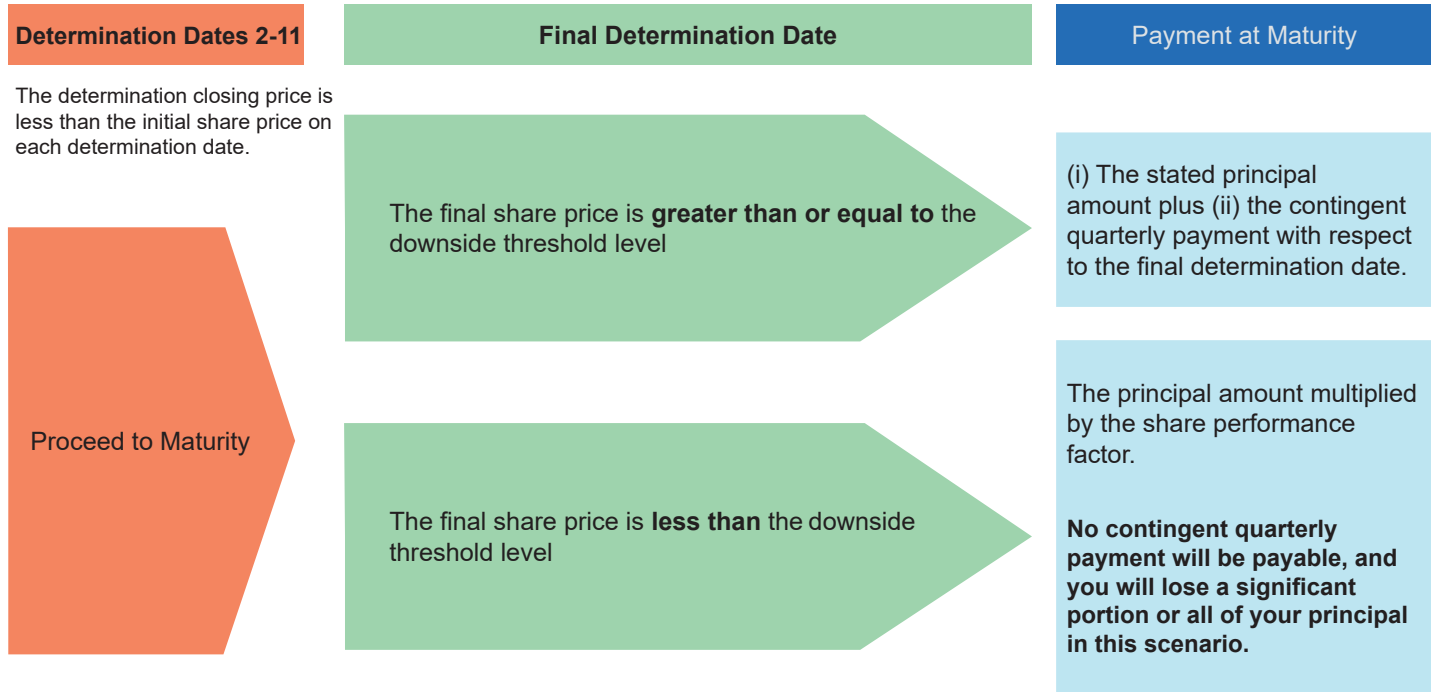 Determination Dates 2-11
Final Determination Date
Payment at Maturity
The determination closing price is
less than the initial share price on
each determination date.
Proceed to Maturity
The final share price is greater than or equal to the
downside threshold level
(i) The stated principal
amount plus (ii) the contingent
quarterly payment with respect
to the final determination date.
The final share price is less than the downside
threshold level
The principal amount multiplied
by the share performance
factor.
No contingent quarterly
payment will be payable, and
you will lose a significant
portion or all of your principal
in this scenario.